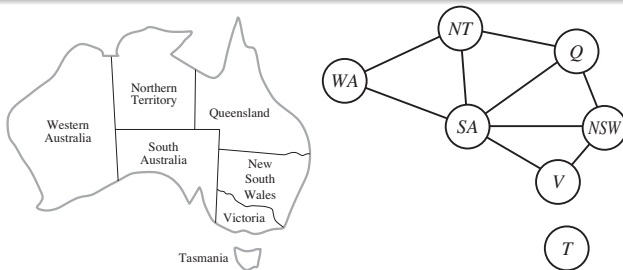 Northern
Territory
Western
Australia
Queensland
South
Australia
New
South
Wales
Victoria
Tasmania
NT
Q
WA
SA
NSW
V
T